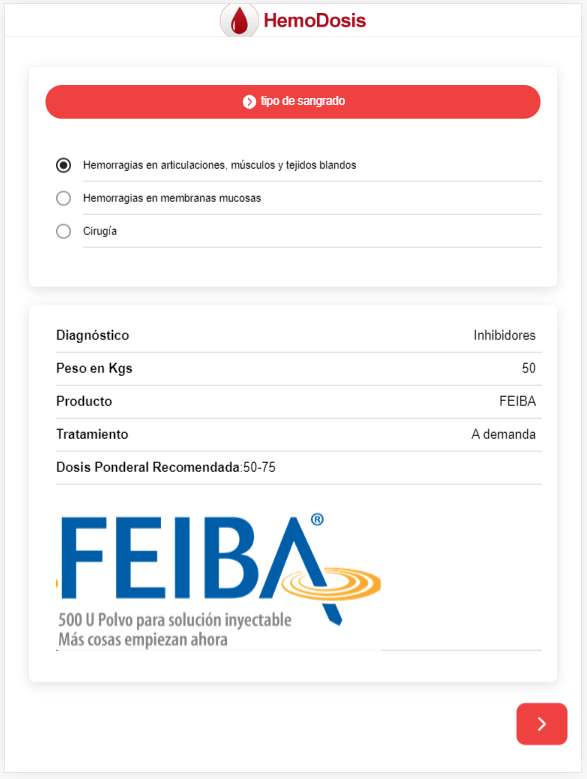 HemoDosis
tipo de sangrado
Hemorragias en articulaciones, músculos y tejidos blandos
Hemorragias en membranas mucosas
Cirugía
Diagnóstico Inhibidores
Peso en Kgs 50
Producto FEIBA
Tratamiento A demanda
Dosis Ponderal Recomendada:50-75
FEIBA®
500 U Polvo para solución inyectable
Más cosas empiezan ahora